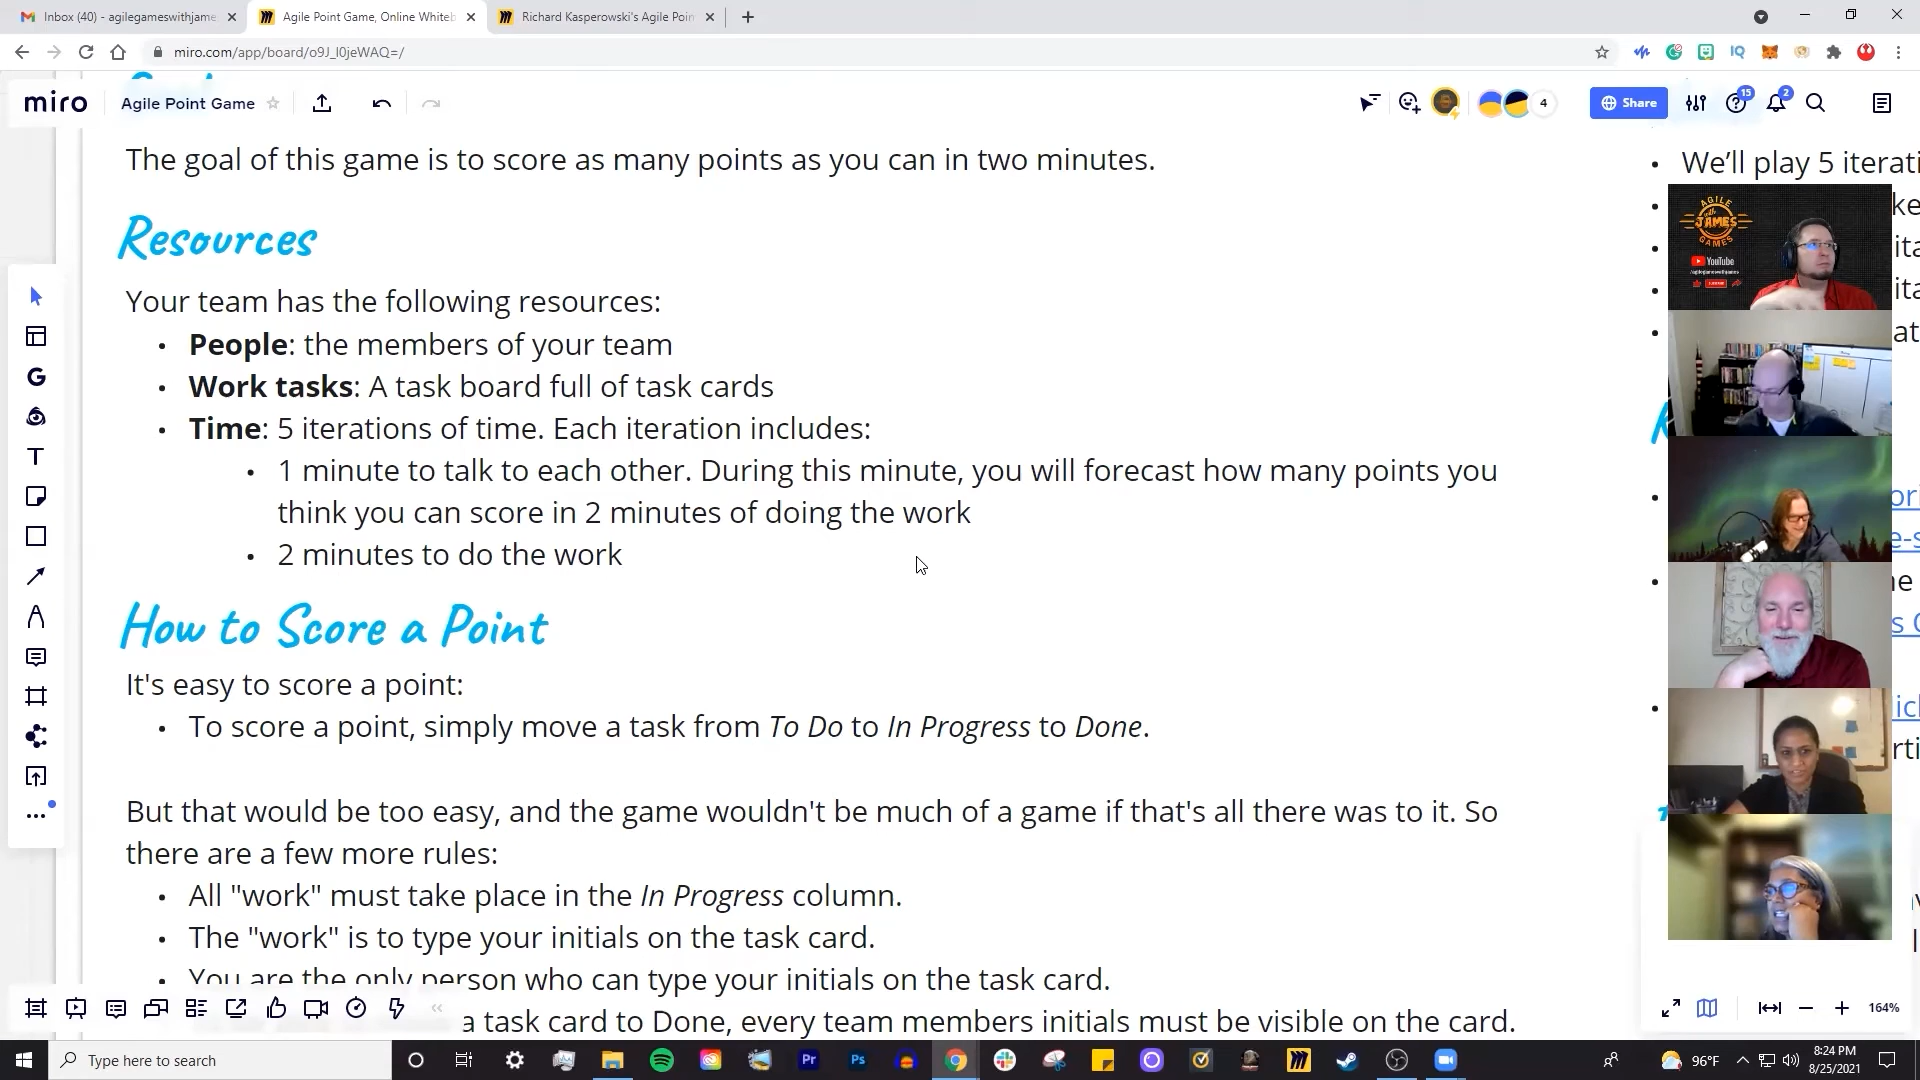 Inbox (40) - agilegameswithjame
Agile Point Game, Online Whiteb
Richard Kasperowski's Agile Poin
miro.com/app/board/o9J_l0jeWAQ=/
miro
Agile Point Game
4
Share
15
2
The goal of this game is to score as many points as you can in two minutes.
Resources
Your team has the following resources:
• People: the members of your team
• Work tasks: A task board full of task cards
• Time: 5 iterations of time. Each iteration includes:
• 1 minute to talk to each other. During this minute, you will forecast how many points you
think you can score in 2 minutes of doing the work
• 2 minutes to do the work
How to Score a Point
It's easy to score a point:
• To score a point, simply move a task from To Do to In Progress to Done.
But that would be too easy, and the game wouldn't be much of a game if that's all there was to it. So
there are a few more rules:
• All "work" must take place in the In Progress column.
• The "work" is to type your initials on the task card.
• You are the only person who can type your initials on the task card.
a task card to Done, every team members initials must be visible on the card.
• We'll play 5 iterati
AGILE
with
JAMES
GAMES
YouTube
/agilegameswithjames
164%
Type here to search
96°F
8:24 PM
8/25/2021